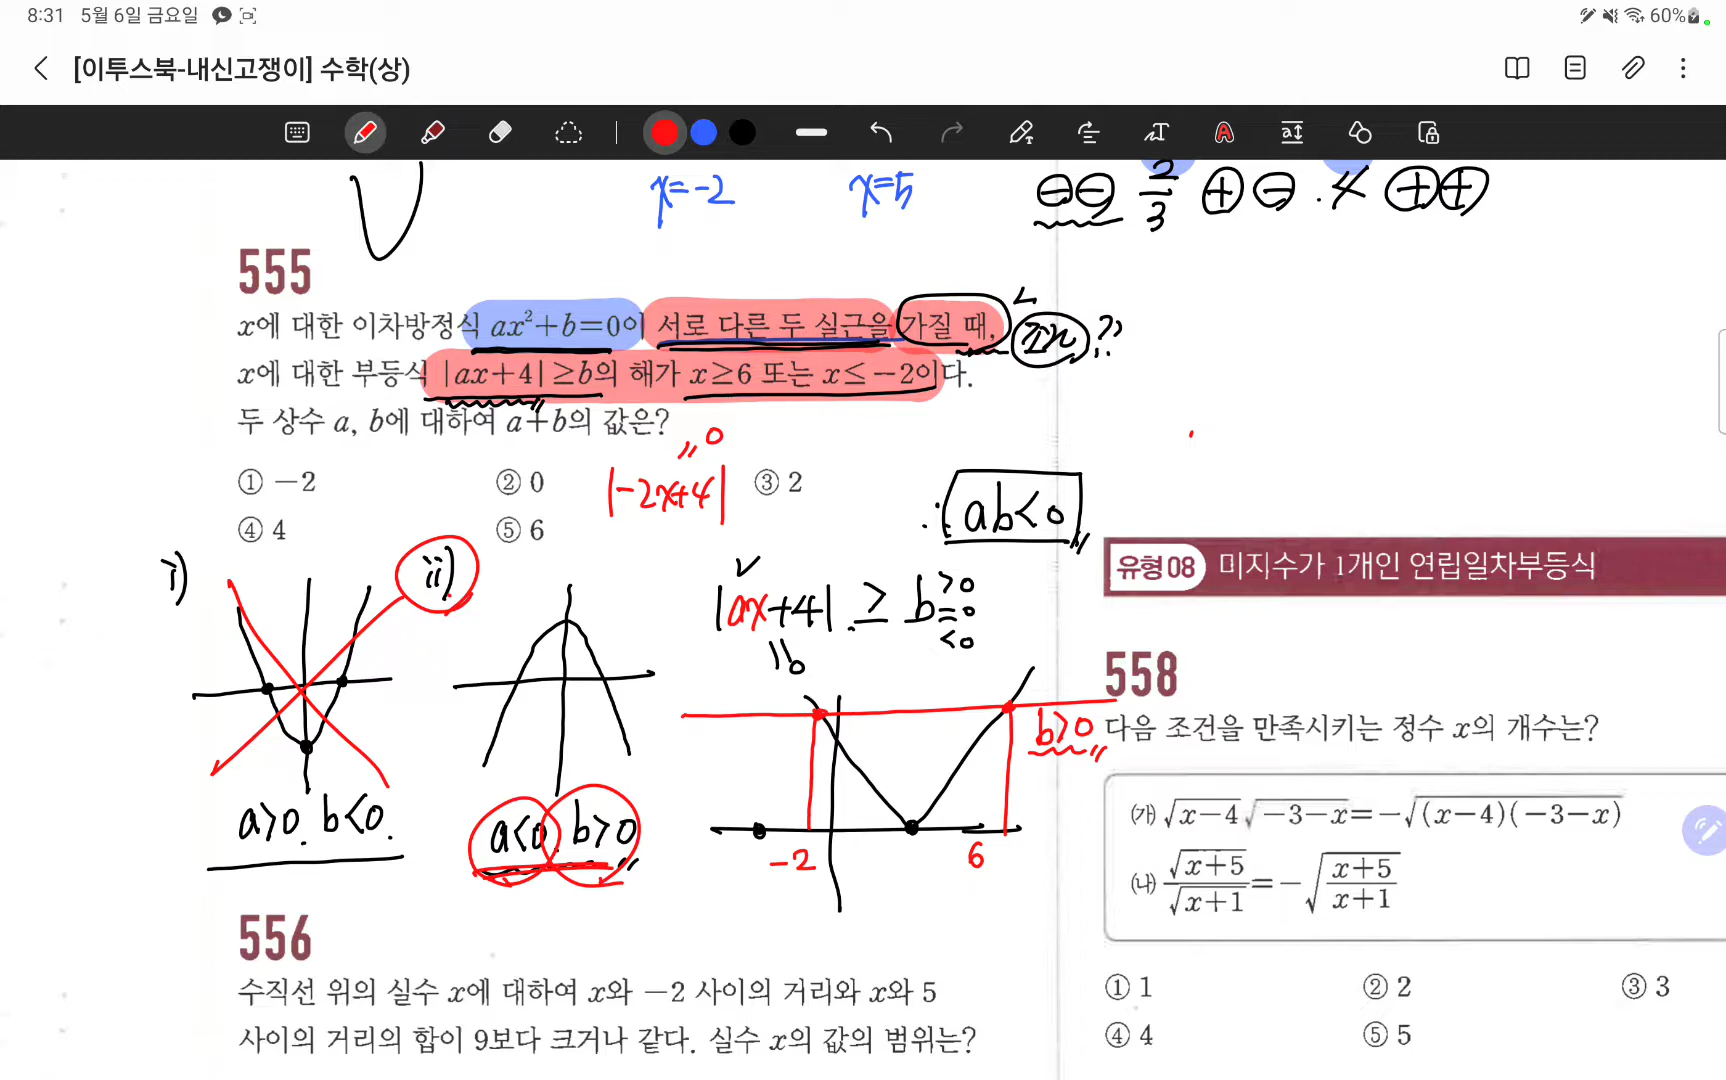 8:31 5월 6일 금요일 60%
[이투스북-내신고쟁이] 수학(상)
x=-2 x=5
⊖⊖ 2/3 ⊕⊖ 4 ⊕⊕
555
x에 대한 이차방정식 ax²+b=0이 서로 다른 두 실근을 가질 때,
x에 대한 부등식 |ax+4|≥b의 해가 x≥6 또는 x≤-2이다.
두 상수 a, b에 대하여 a+b의 값은?
① -2 ② 0 ③ 2
④ 4 ⑤ 6
|-2x+4|
0
∴ ab<0
i)
ii)
|ax+4| ≥ b >0
=0
<0
0
a>0. b<0.
a<0. b>0
b>0
-2 6
556
수직선 위의 실수 x에 대하여 x와 -2 사이의 거리와 x와 5
사이의 거리의 합이 9보다 크거나 같다. 실수 x의 값의 범위는?
유형 08 미지수가 1개인 연립일차부등식
558
다음 조건을 만족시키는 정수 x의 개수는?
㈎ √x-4 √-3-x=-√(x-4)(-3-x)
㈏ √x+5/√x+1=-√(x+5)/(x+1)
① 1 ② 2 ③ 3
④ 4 ⑤ 5